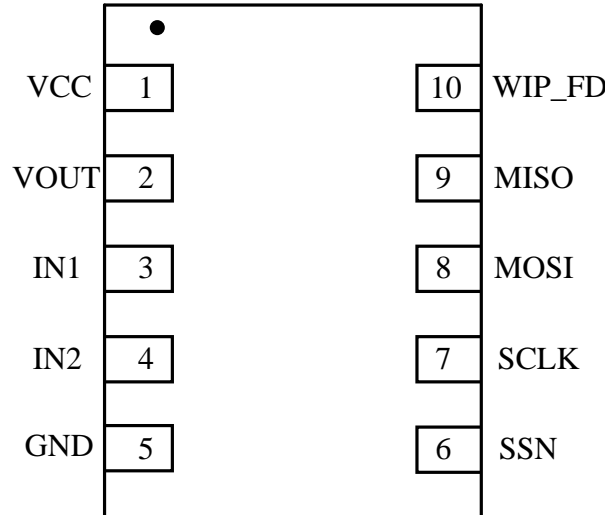 VCC 1 10 WIP_FD
VOUT 2 9 MISO
IN1 3 8 MOSI
IN2 4 7 SCLK
GND 5 6 SSN